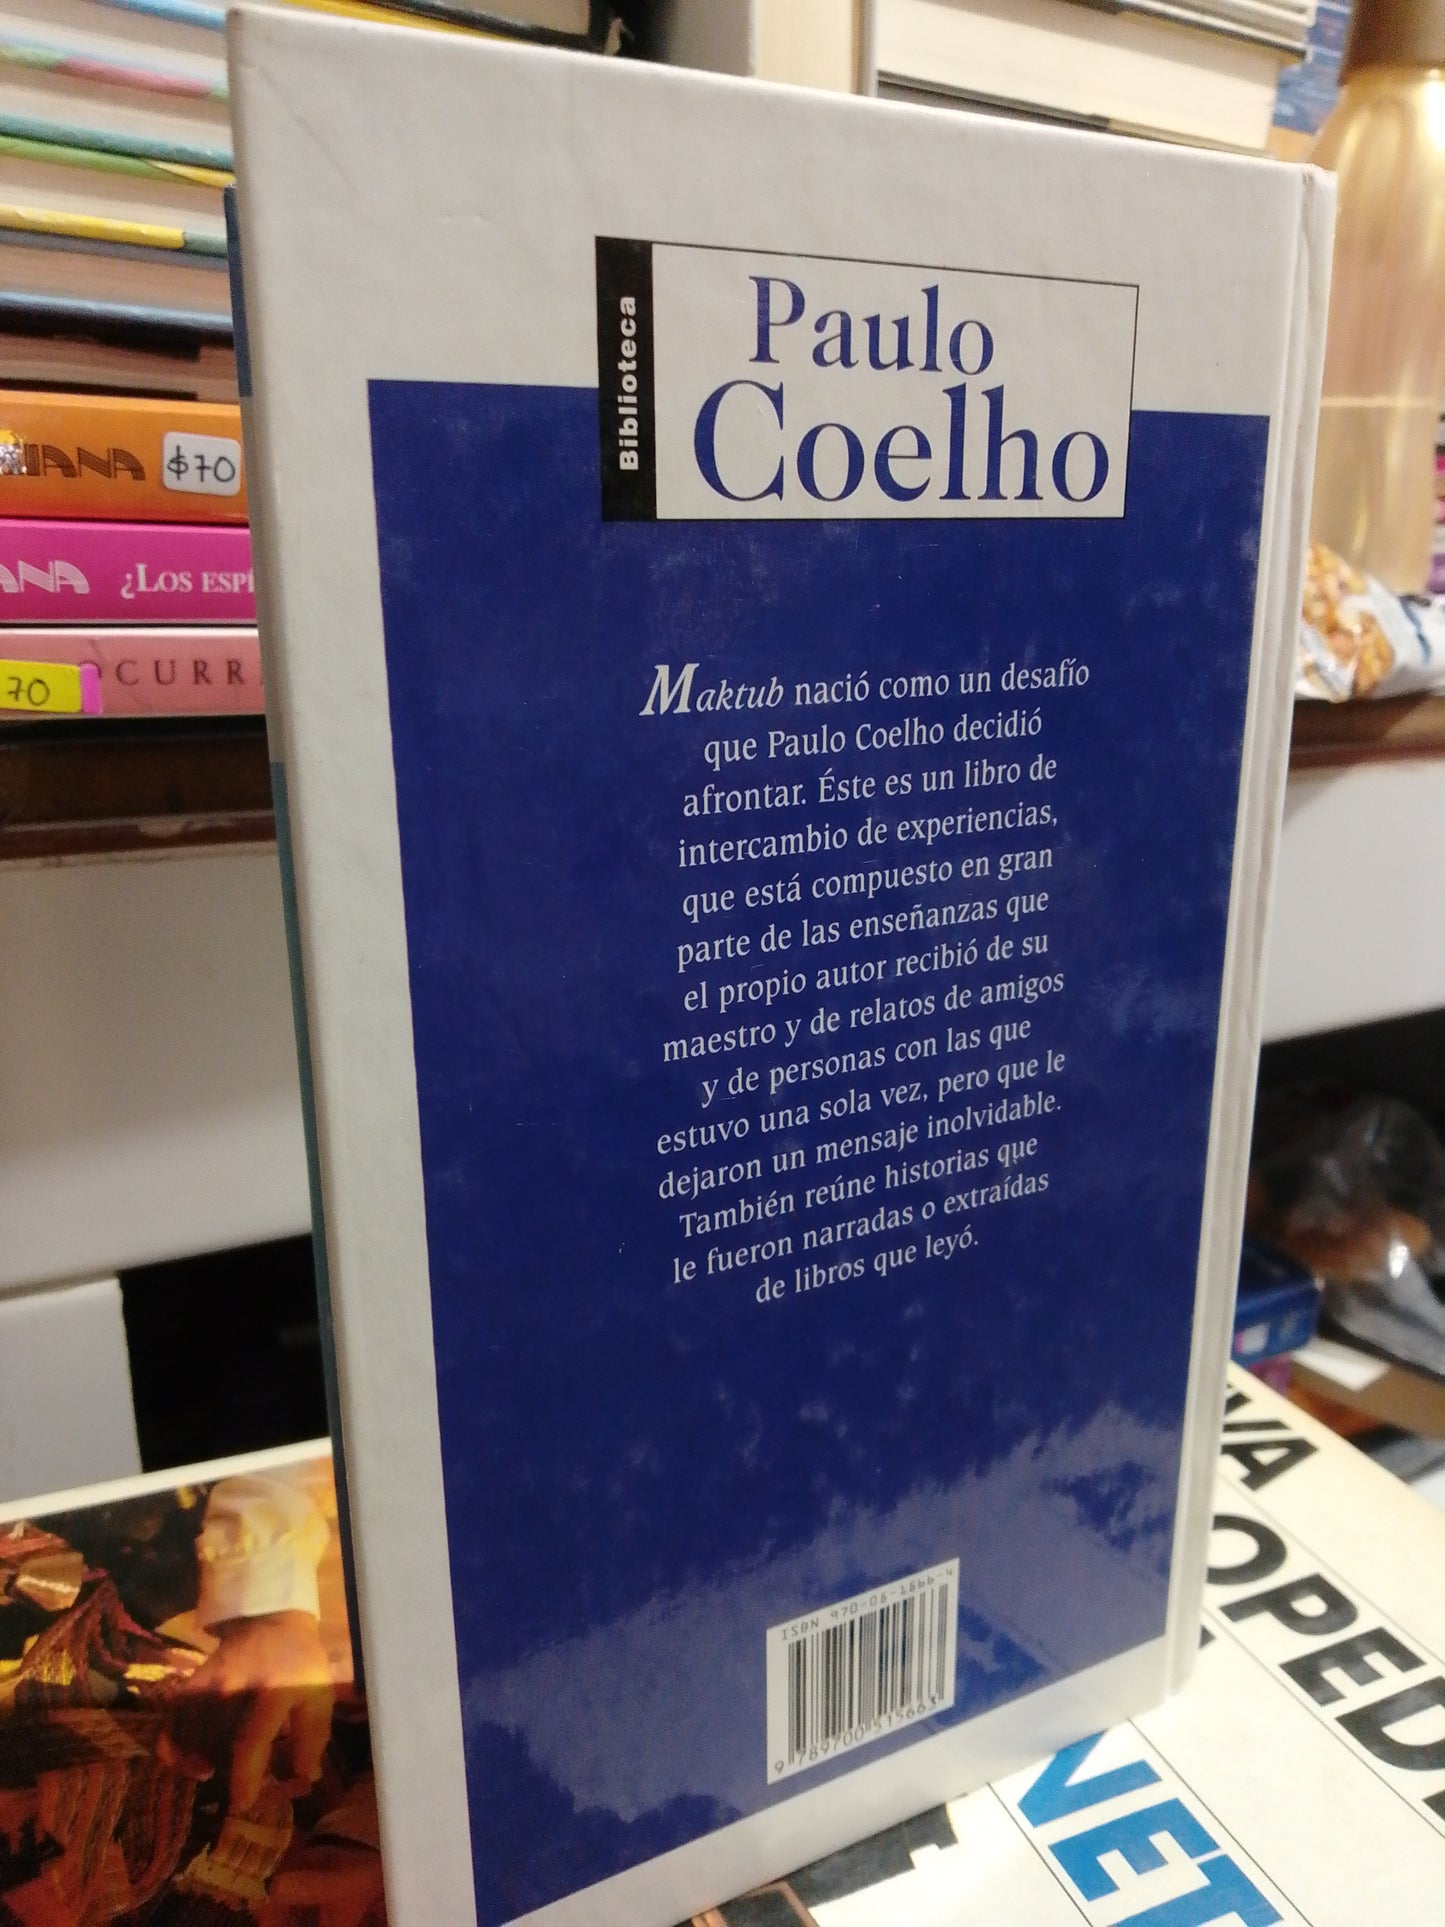 Biblioteca
Paulo
Coelho
Maktub nació como un desafío
que Paulo Coelho decidió
afrontar. Éste es un libro de
intercambio de experiencias,
que está compuesto en gran
parte de las enseñanzas que
el propio autor recibió de su
maestro y de relatos de amigos
y de personas con las que
estuvo una sola vez, pero que le
dejaron un mensaje inolvidable.
También reúne historias que
le fueron narradas o extraídas
de libros que leyó.
$70
¿LOS ESPÍ
OCURRI
70